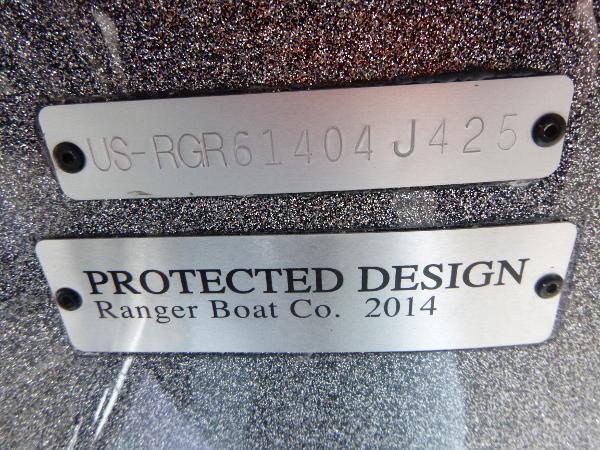 US-RGR61404J425
PROTECTED DESIGN
Ranger Boat Co. 2014